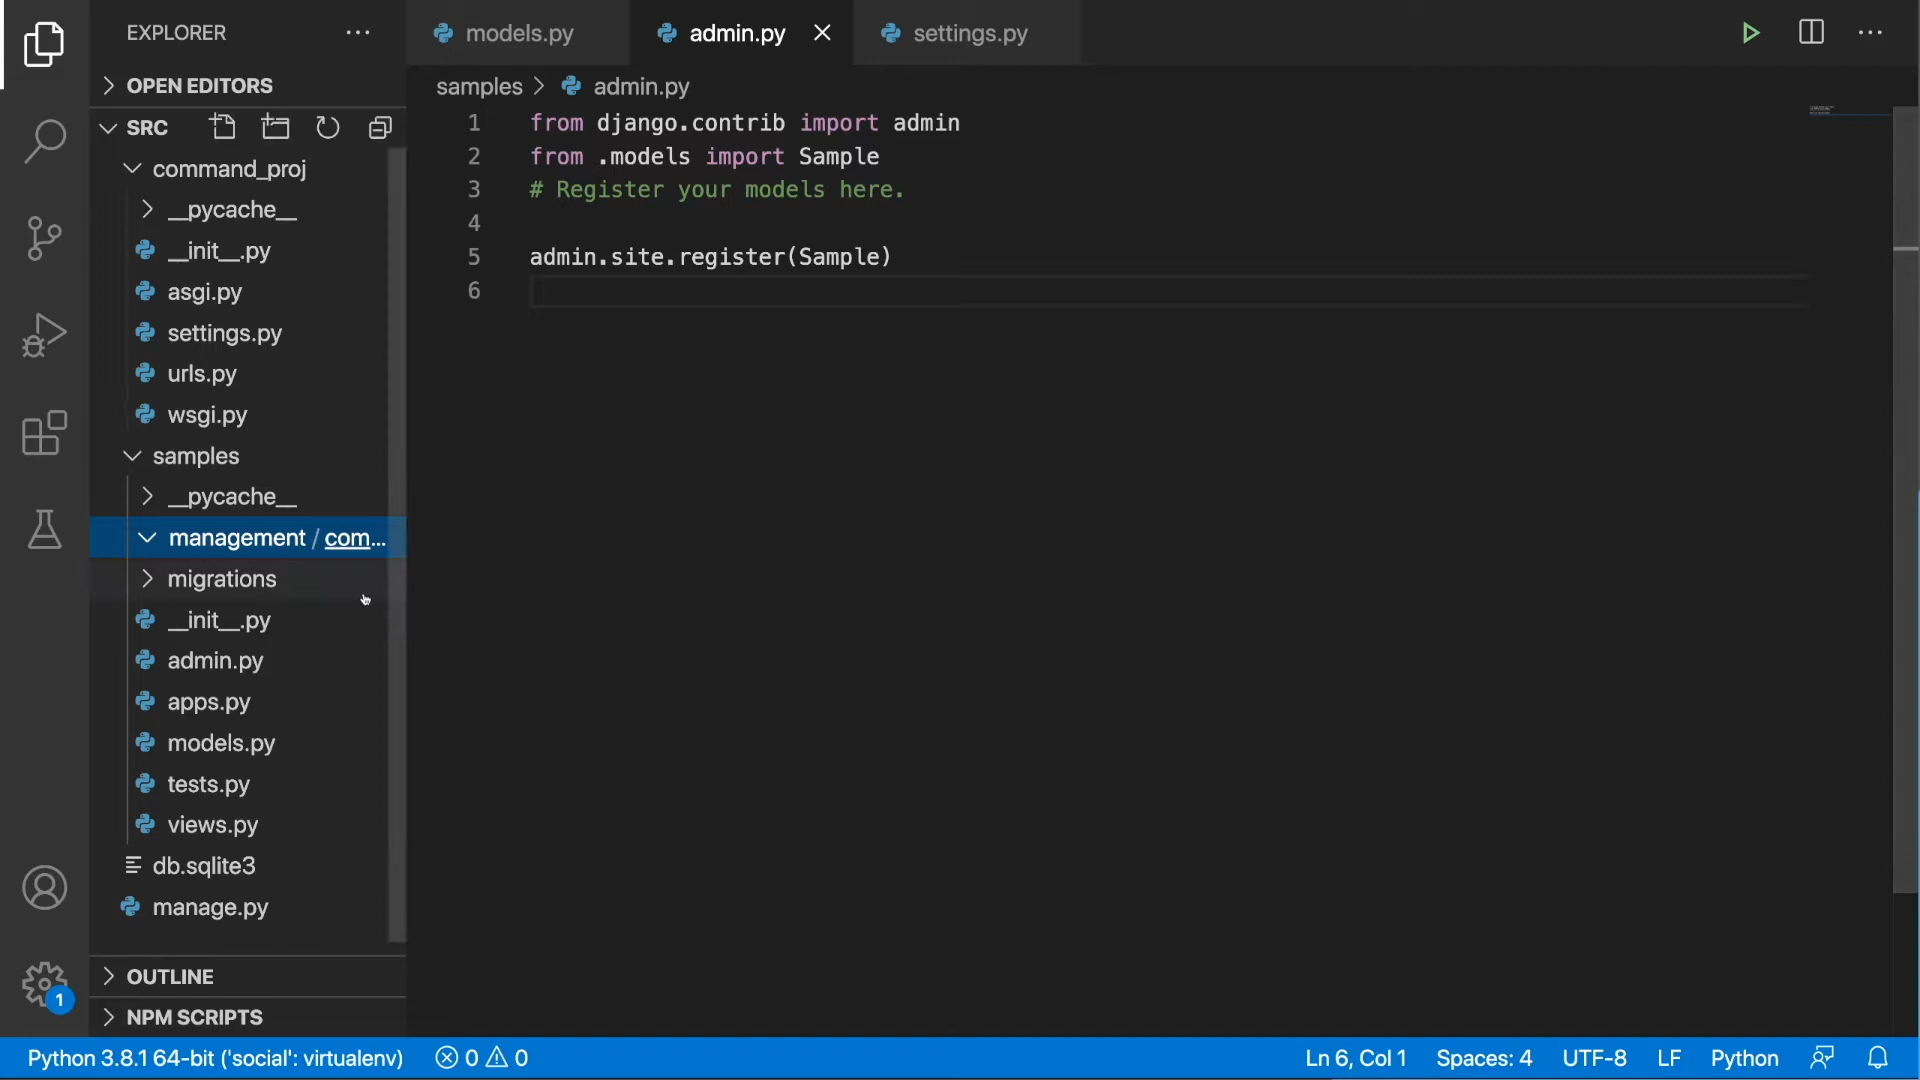 EXPLORER
models.py
admin.py
settings.py
OPEN EDITORS
samples > admin.py
SRC
command_proj
__pycache__
__init__.py
asgi.py
settings.py
urls.py
wsgi.py
samples
__pycache__
management / com...
migrations
__init__.py
admin.py
apps.py
models.py
tests.py
views.py
db.sqlite3
manage.py
OUTLINE
NPM SCRIPTS
1
1 from django.contrib import admin
2 from .models import Sample
3 # Register your models here.
4
5 admin.site.register(Sample)
6
Python 3.8.1 64-bit ('social': virtualenv) 0 0 Ln 6, Col 1 Spaces: 4 UTF-8 LF Python